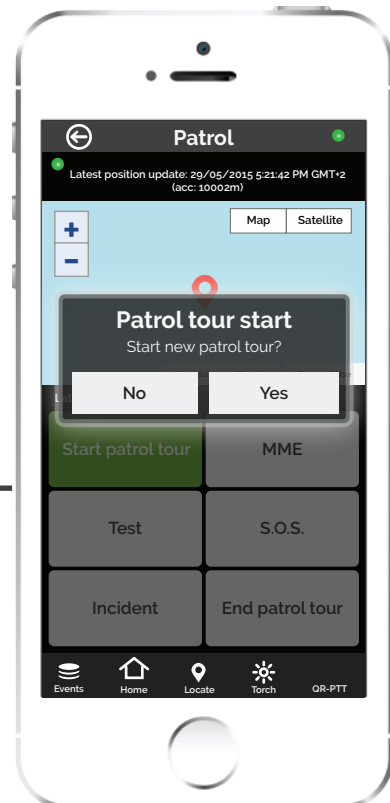 Patrol
Latest position update: 29/05/2015 5:21:42 PM GMT+2
(acc: 10002m)
+
Map Satellite
−
Patrol tour start
Start new patrol tour?
No Yes
Start patrol tour MME
Test S.O.S.
Incident End patrol tour
Events Home Locate Torch QR-PTT